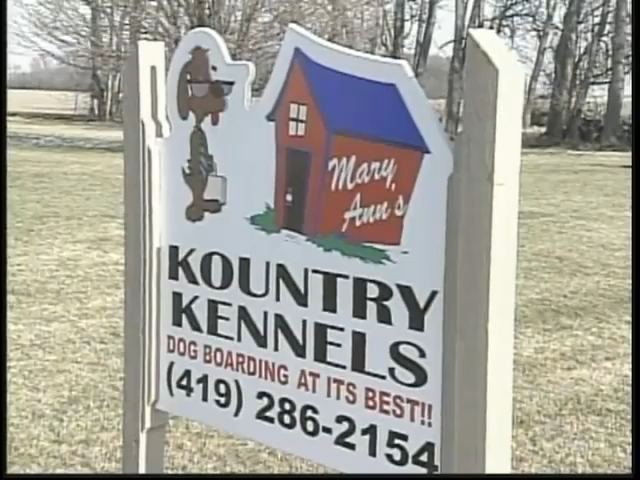 Mary
Ann's
KOUNTRY
KENNELS
DOG BOARDING AT ITS BEST!!
(419) 286-2154